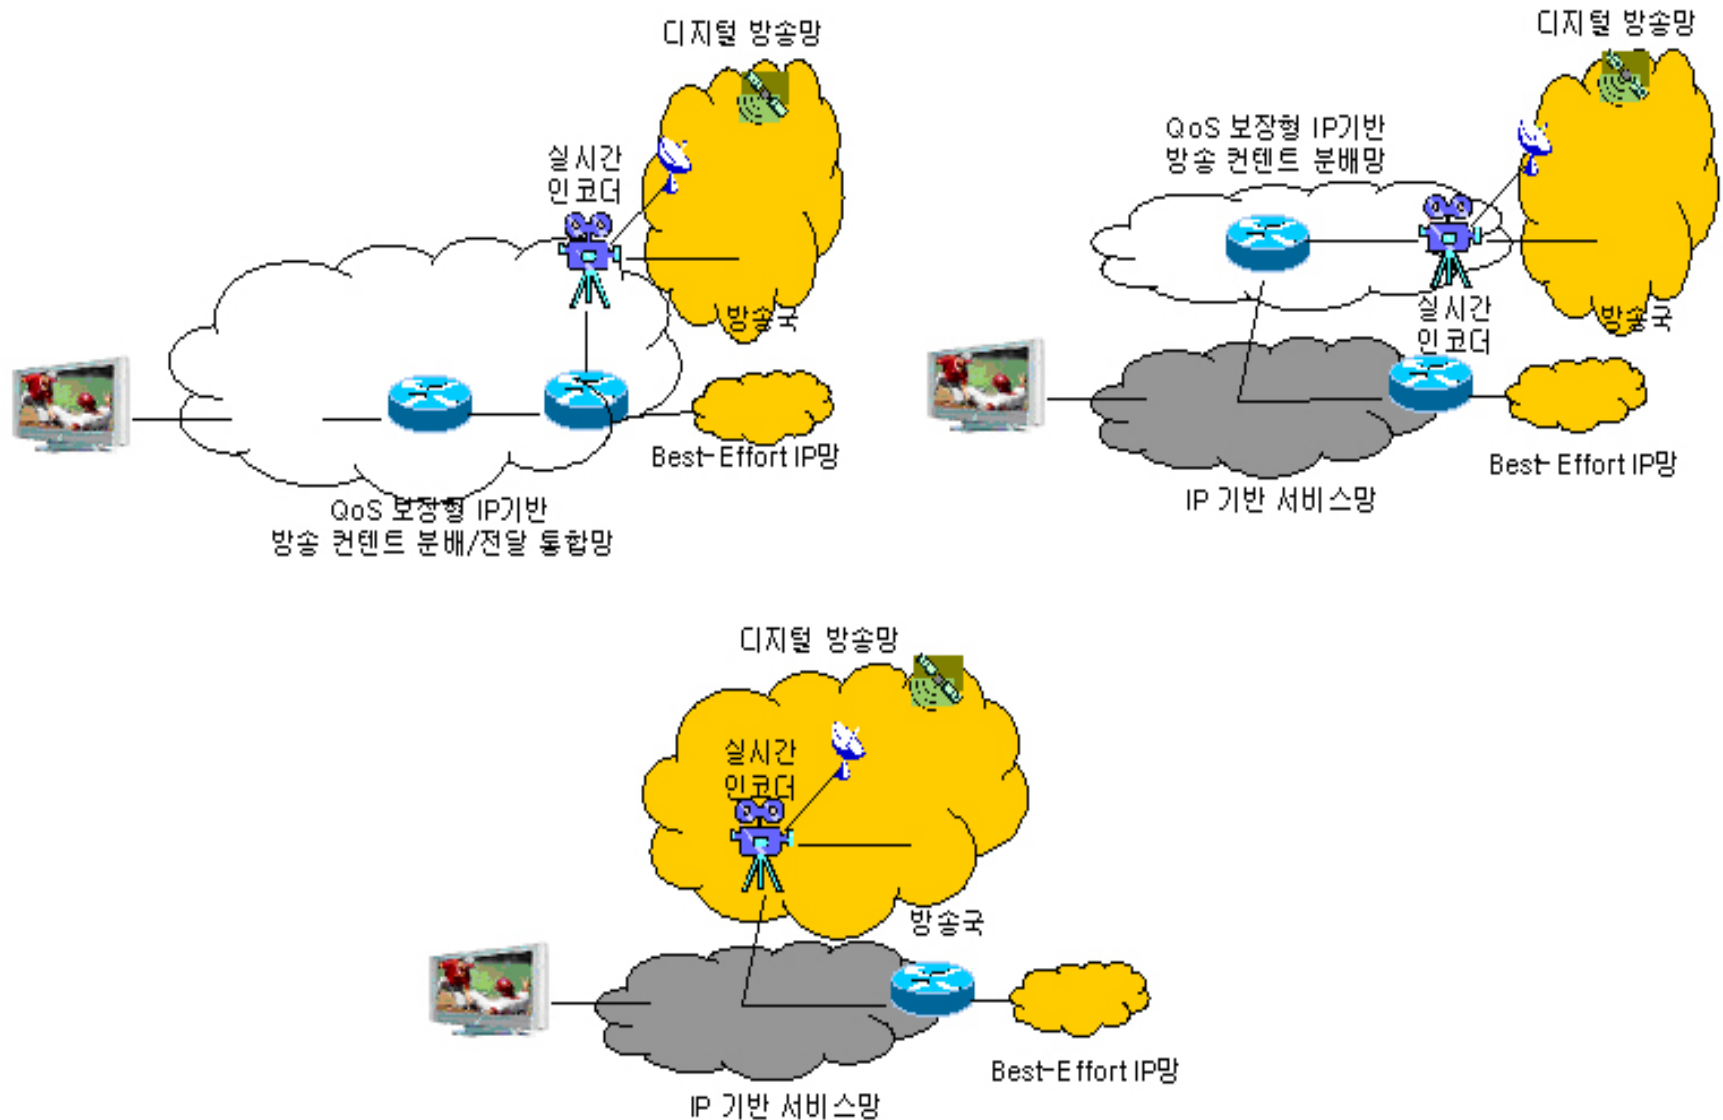 디지털 방송망
실시간
인코더
방송국
Best-Effort IP망
QoS 보장형 IP기반
방송 컨텐트 분배/전달 통합망
디지털 방송망
QoS 보장형 IP기반
방송 컨텐트 분배망
실시간
인코더
방송국
Best-Effort IP망
IP 기반 서비스망
디지털 방송망
실시간
인코더
방송국
Best-Effort IP망
IP 기반 서비스망